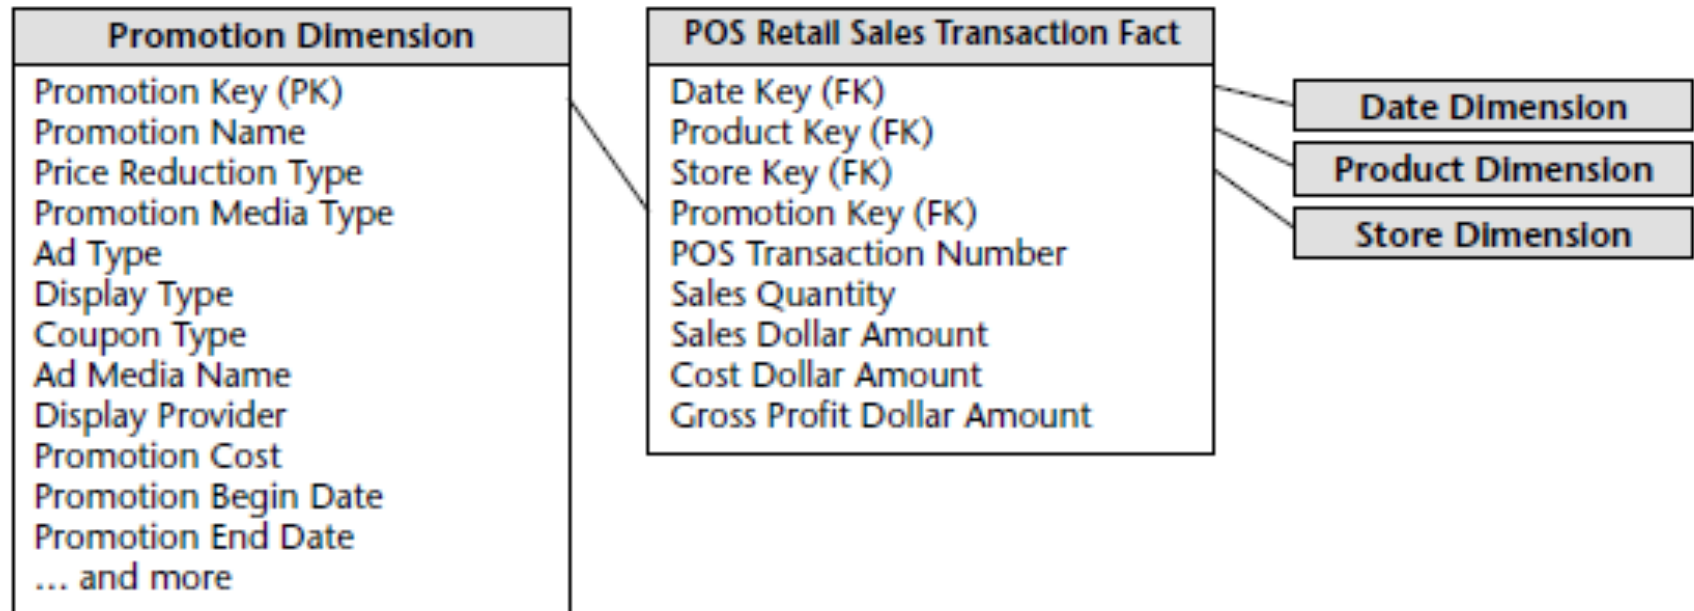 Promotion Dimension
Promotion Key (PK)
Promotion Name
Price Reduction Type
Promotion Media Type
Ad Type
Display Type
Coupon Type
Ad Media Name
Display Provider
Promotion Cost
Promotion Begin Date
Promotion End Date
... and more
POS Retail Sales Transaction Fact
Date Key (FK)
Product Key (FK)
Store Key (FK)
Promotion Key (FK)
POS Transaction Number
Sales Quantity
Sales Dollar Amount
Cost Dollar Amount
Gross Profit Dollar Amount
Date Dimension
Product Dimension
Store Dimension